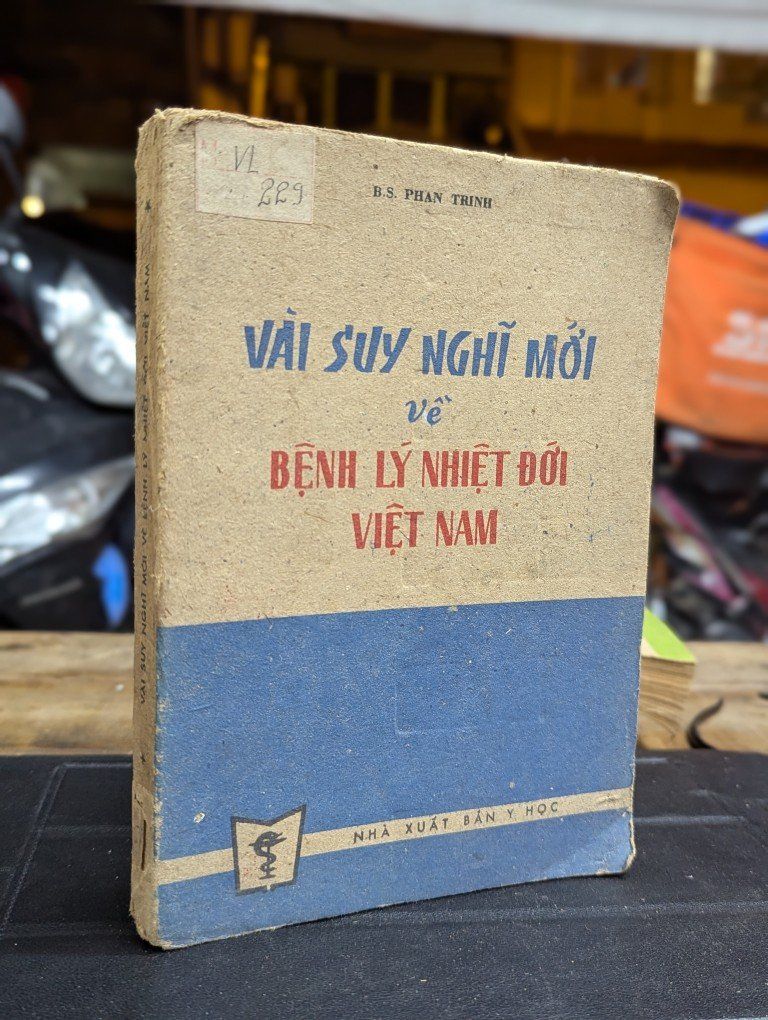 VL
229
B.S. PHAN TRINH
VÀI SUY NGHĨ MỚI
về
BỆNH LÝ NHIỆT ĐỚI
VIỆT NAM
NHÀ XUẤT BẢN Y HỌC
VÀI SUY NGHĨ MỚI VỀ BỆNH LÝ NHIỆT ĐỚI VIỆT NAM